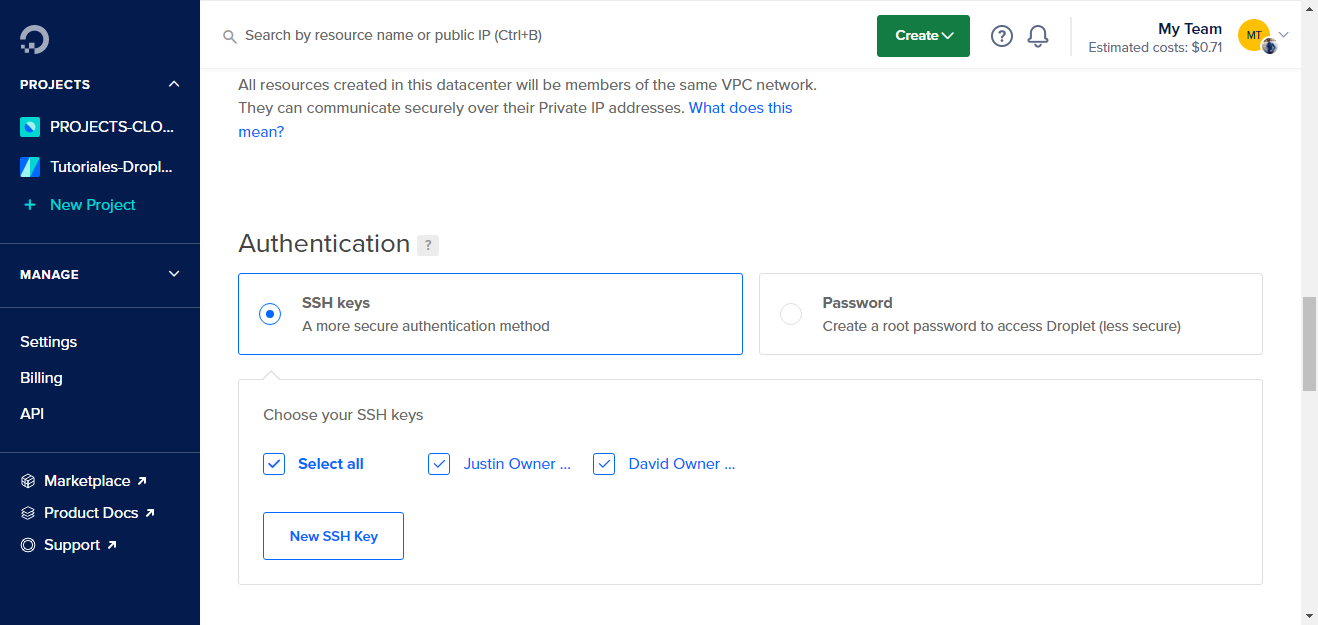 PROJECTS
PROJECTS-CLO...
Tutoriales-Dropl...
+ New Project
MANAGE
Settings
Billing
API
Marketplace
Product Docs
Support
Search by resource name or public IP (Ctrl+B)
Create
?
My Team
Estimated costs: $0.71
MT
All resources created in this datacenter will be members of the same VPC network.
They can communicate securely over their Private IP addresses. What does this
mean?
Authentication ?
SSH keys
A more secure authentication method
Password
Create a root password to access Droplet (less secure)
Choose your SSH keys
Select all
Justin Owner ...
David Owner ...
New SSH Key